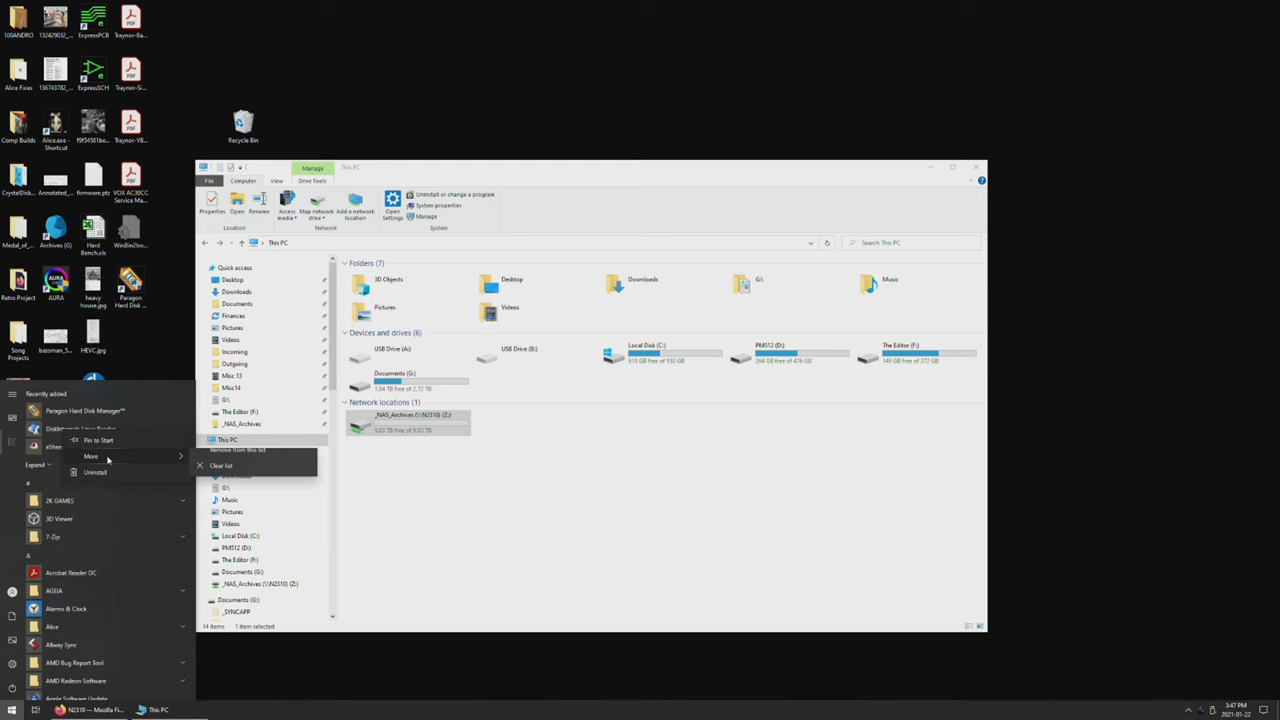 100ANDRO
132429032_...
ExpressPCB
Traynor-Ba...
Alice Fixes
136743782_...
ExpressSCH
Traynor-Si...
Comp Builds
Alice.exe - Shortcut
f9f54581be...
Traynor-YB...
Recycle Bin
CrystalDisk...
Annotated_...
firmware.ptz
VOX AC30CC Service Ma...
Medal_of_...
Archives (G)
Hard Bench.xls
WinBin2Iso...
Retro Project
AURA
heavy house.jpg
Paragon Hard Disk ...
Song Projects
bassman_5...
HEVC.jpg
Manage
This PC
File
Computer
View
Drive Tools
Properties
Open
Rename
Access media
Map network drive
Add a network location
Open Settings
Uninstall or change a program
System properties
Manage
Location
Network
System
This PC
Search This PC
Quick access
Desktop
Downloads
Documents
Finances
Pictures
Videos
Incoming
Outgoing
Misc 13
Misc14
G:\
The Editor (F:)
_NAS_Archives
This PC
G:\
Music
Pictures
Videos
Local Disk (C:)
PM512 (D:)
The Editor (F:)
Documents (G:)
_NAS_Archives (\\N2310) (Z:)
Documents (G:)
_SYNCAPP
Folders (7)
3D Objects
Desktop
Downloads
G:\
Music
Pictures
Videos
Devices and drives (6)
USB Drive (A:)
USB Drive (B:)
Local Disk (C:)
618 GB free of 930 GB
PM512 (D:)
264 GB free of 476 GB
The Editor (F:)
149 GB free of 372 GB
Documents (G:)
1.94 TB free of 2.72 TB
Network locations (1)
_NAS_Archives (\\N2310) (Z:)
9.03 TB free of 9.03 TB
14 items
1 item selected
Recently added
Paragon Hard Disk Manager™
DiskInternals Linux Reader
Pin to Start
More
Uninstall
Remove from this list
Clear list
Expand
#
2K GAMES
3D Viewer
7-Zip
A
Acrobat Reader DC
AGEIA
Alarms & Clock
Alice
Allway Sync
AMD Bug Report Tool
AMD Radeon Software
Apple Software Update
N2310 — Mozilla Fi...
This PC
3:47 PM
2021-01-22